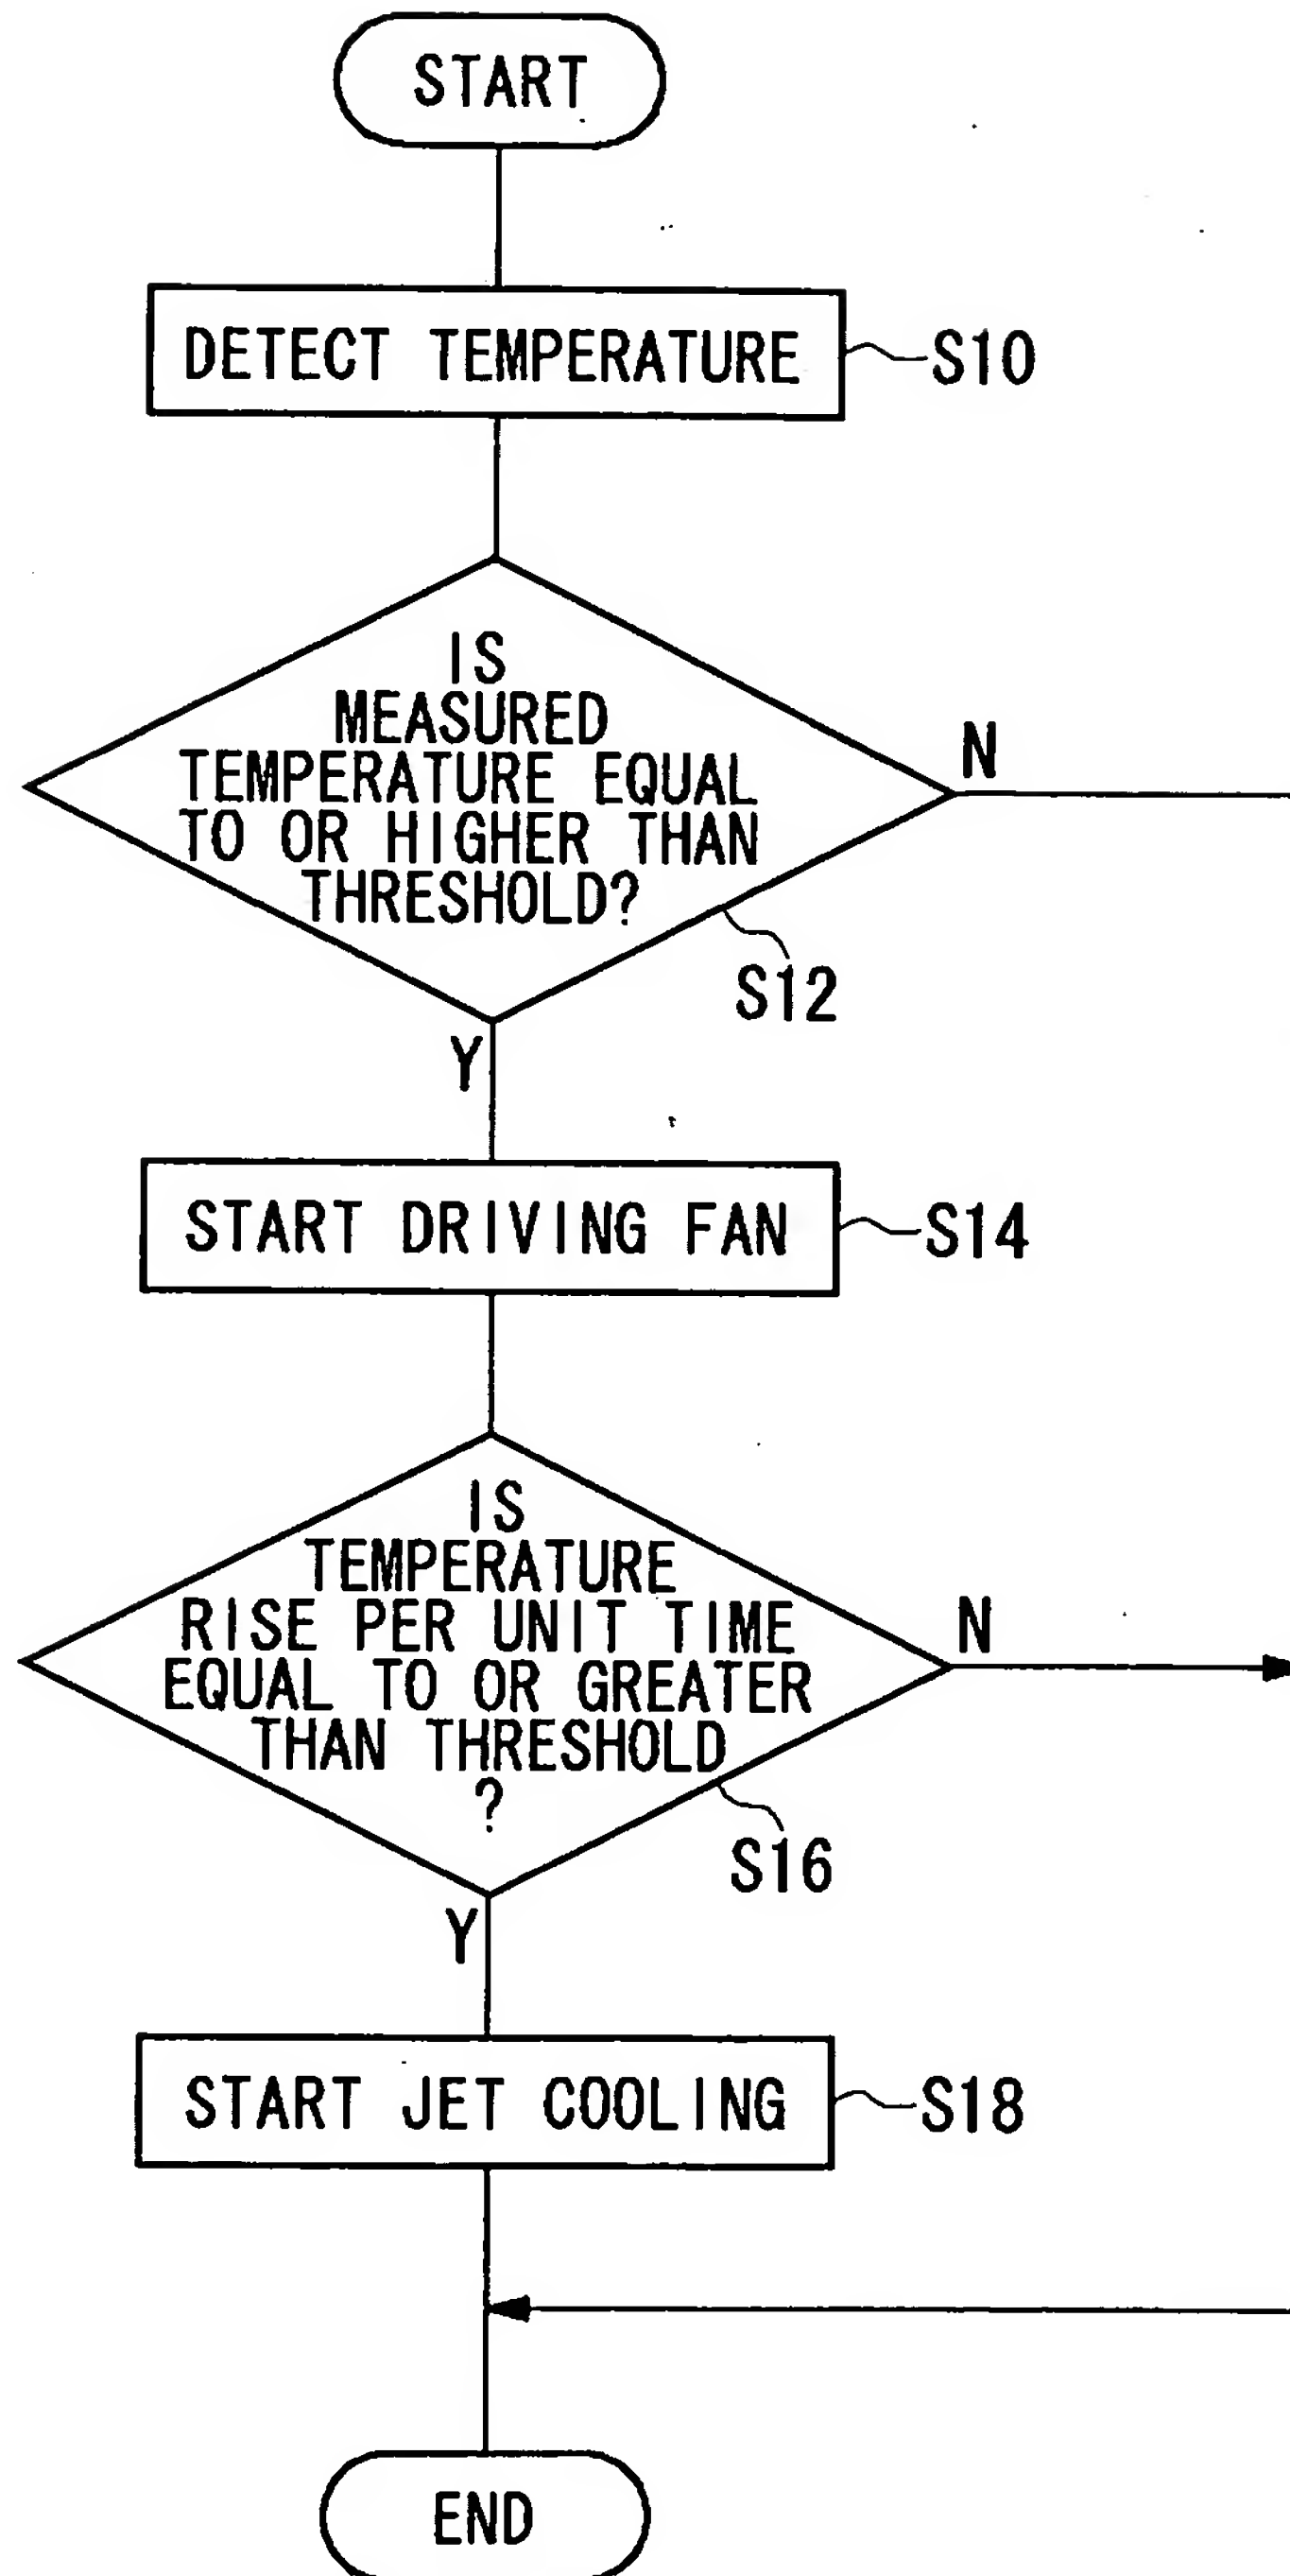 START
DETECT TEMPERATURE
S10
IS
MEASURED
TEMPERATURE EQUAL
TO OR HIGHER THAN
THRESHOLD?
N
S12
Y
START DRIVING FAN
S14
IS
TEMPERATURE
RISE PER UNIT TIME
EQUAL TO OR GREATER
THAN THRESHOLD
?
N
S16
Y
START JET COOLING
S18
END